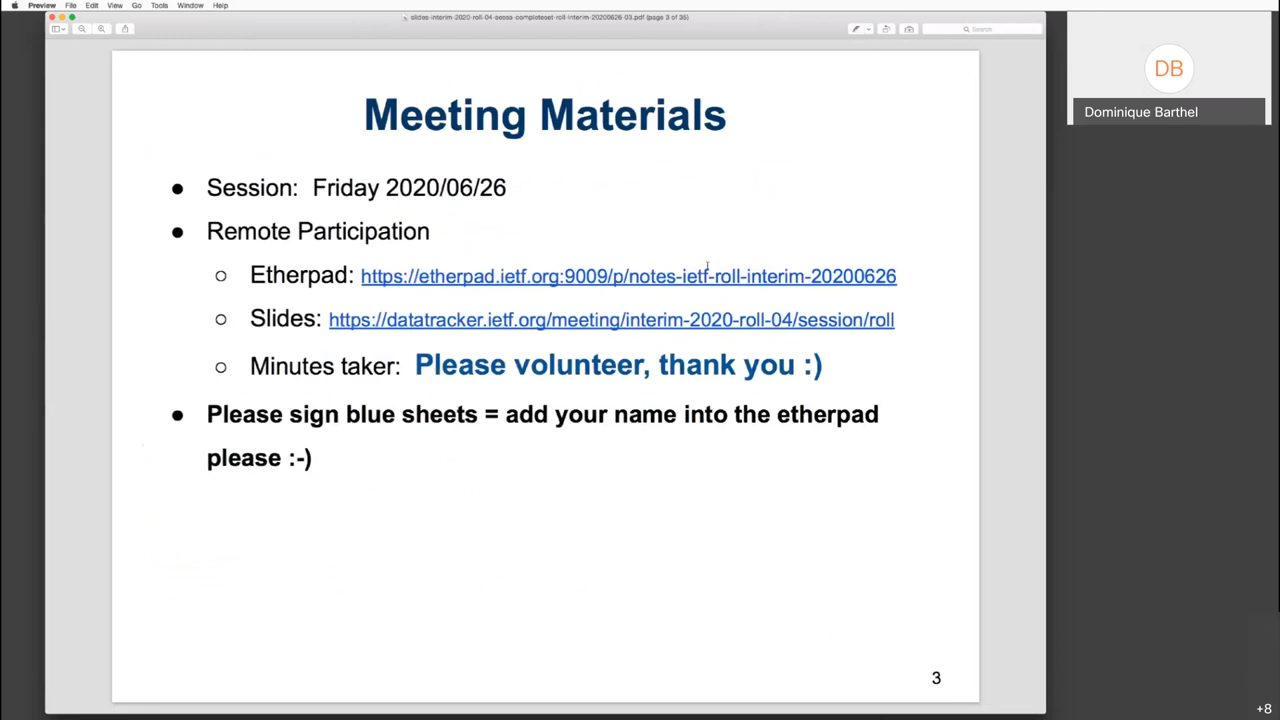 Preview File Edit View Go Tools Window Help
slides-interim-2020-roll-04-sessa-completeset-roll-interim-20200626-03.pdf (page 3 of 35)
Search
Meeting Materials
● Session: Friday 2020/06/26
● Remote Participation
○ Etherpad: https://etherpad.ietf.org:9009/p/notes-ietf-roll-interim-20200626
○ Slides: https://datatracker.ietf.org/meeting/interim-2020-roll-04/session/roll
○ Minutes taker: Please volunteer, thank you :)
● Please sign blue sheets = add your name into the etherpad
please :-)
3
DB
Dominique Barthel
+8